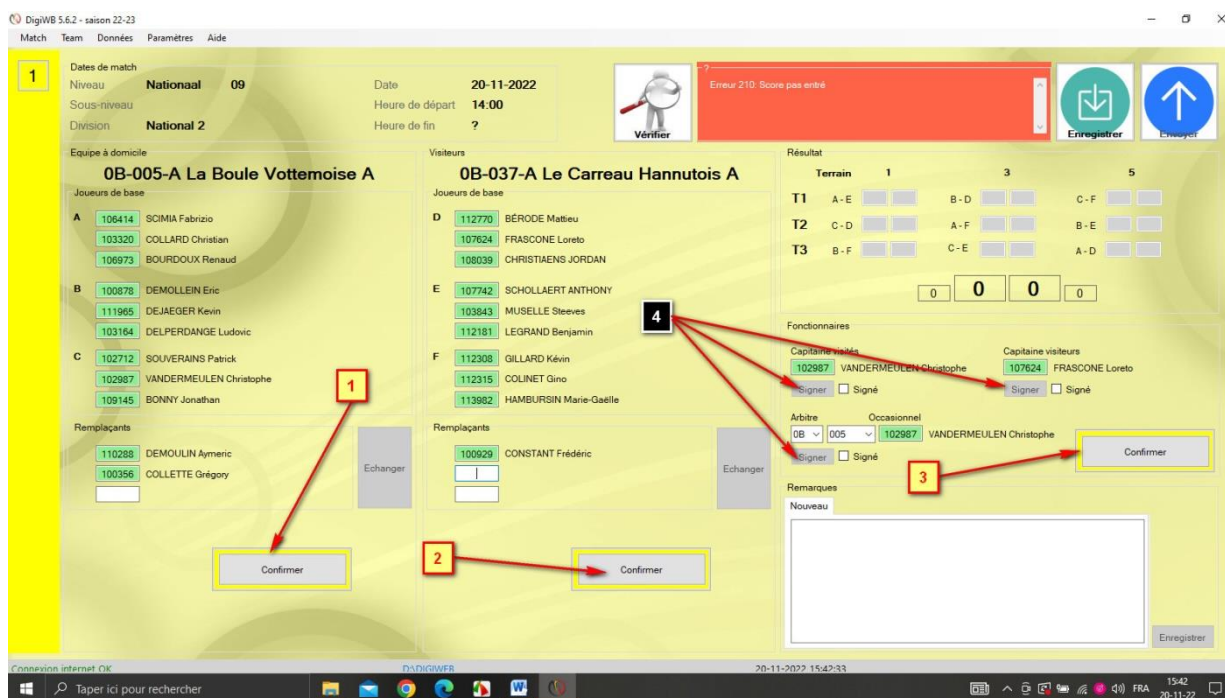 DigiWB 5.6.2 - saison 22-23
Match Team Données Paramètres Aide
1
Dates de match
Niveau Nationaal 09
Sous-niveau
Division National 2
Date 20-11-2022
Heure de départ 14:00
Heure de fin ?
Vérifier
?
Erreur 210: Score pas entré
Enregistrer
Envoyer
Equipe à domicile
0B-005-A La Boule Vottemoise A
Joueurs de base
A 106414 SCIMIA Fabrizio
103320 COLLARD Christian
106973 BOURDOUX Renaud
B 100878 DEMOLLEIN Eric
111965 DEJAEGER Kevin
103164 DELPERDANGE Ludovic
C 102712 SOUVERAINS Patrick
102987 VANDERMEULEN Christophe
109145 BONNY Jonathan
1
Remplaçants
110288 DEMOULIN Aymeric
100356 COLLETTE Grégory
Echanger
Confirmer
Visiteurs
0B-037-A Le Carreau Hannutois A
Joueurs de base
D 112770 BÉRODE Mattieu
107624 FRASCONE Loreto
108039 CHRISTIAENS JORDAN
E 107742 SCHOLLAERT ANTHONY
103843 MUSELLE Steeves
112181 LEGRAND Benjamin
4
F 112308 GILLARD Kévin
112315 COLINET Gino
113982 HAMBURSIN Marie-Gaëlle
Remplaçants
100929 CONSTANT Frédéric
Echanger
2
Confirmer
Résultat
Terrain 1 3 5
T1 A - E B - D C - F
T2 C - D A - F B - E
T3 B - F C - E A - D
0 0 0 0
Fonctionnaires
Capitaine visités Capitaine visiteurs
102987 VANDERMEULEN Christophe 107624 FRASCONE Loreto
Signer Signé Signer Signé
Arbitre Occasionnel
0B 005 102987 VANDERMEULEN Christophe
Signer Signé
Confirmer
3
Remarques
Nouveau
Enregistrer
Connexion internet OK D:\DIGIWEB 20-11-2022 15:42:33
Taper ici pour rechercher
FRA 15:42
20-11-22